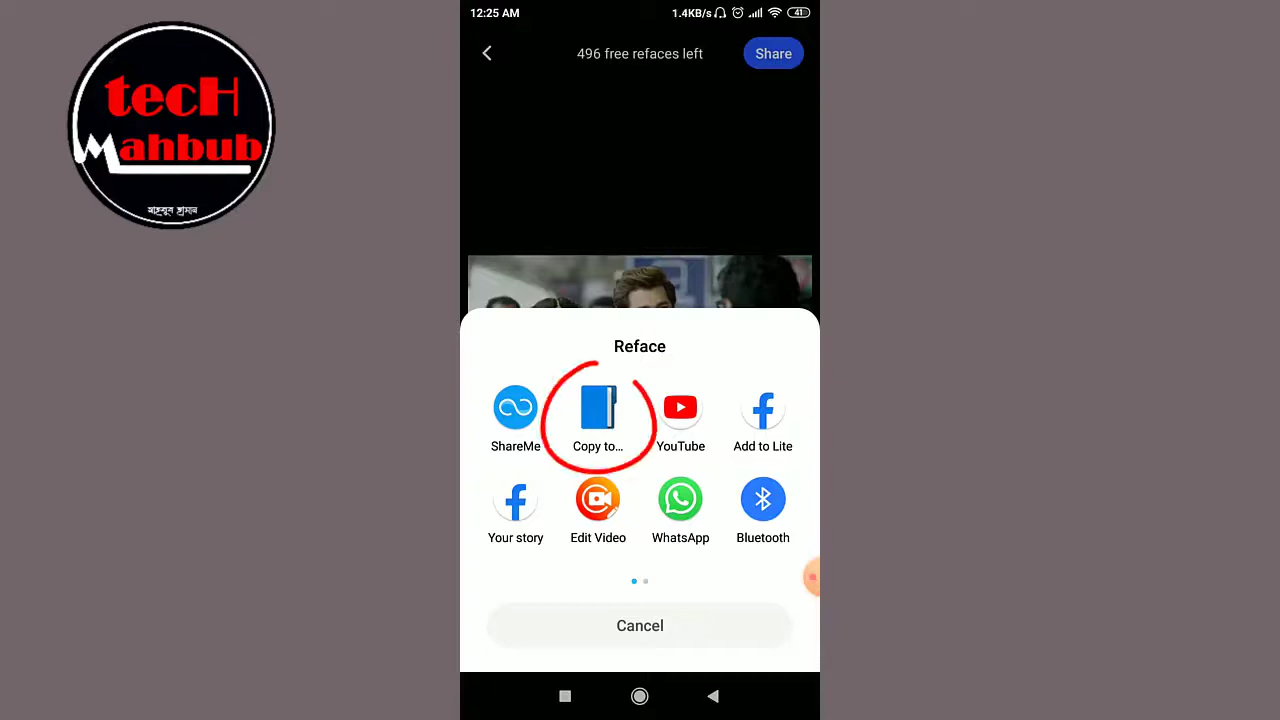 tecH
Mahbub
মাহবুব হাসান
12:25 AM
1.4KB/s
41
496 free refaces left
Share
Reface
ShareMe
Copy to...
YouTube
Add to Lite
Your story
Edit Video
WhatsApp
Bluetooth
Cancel